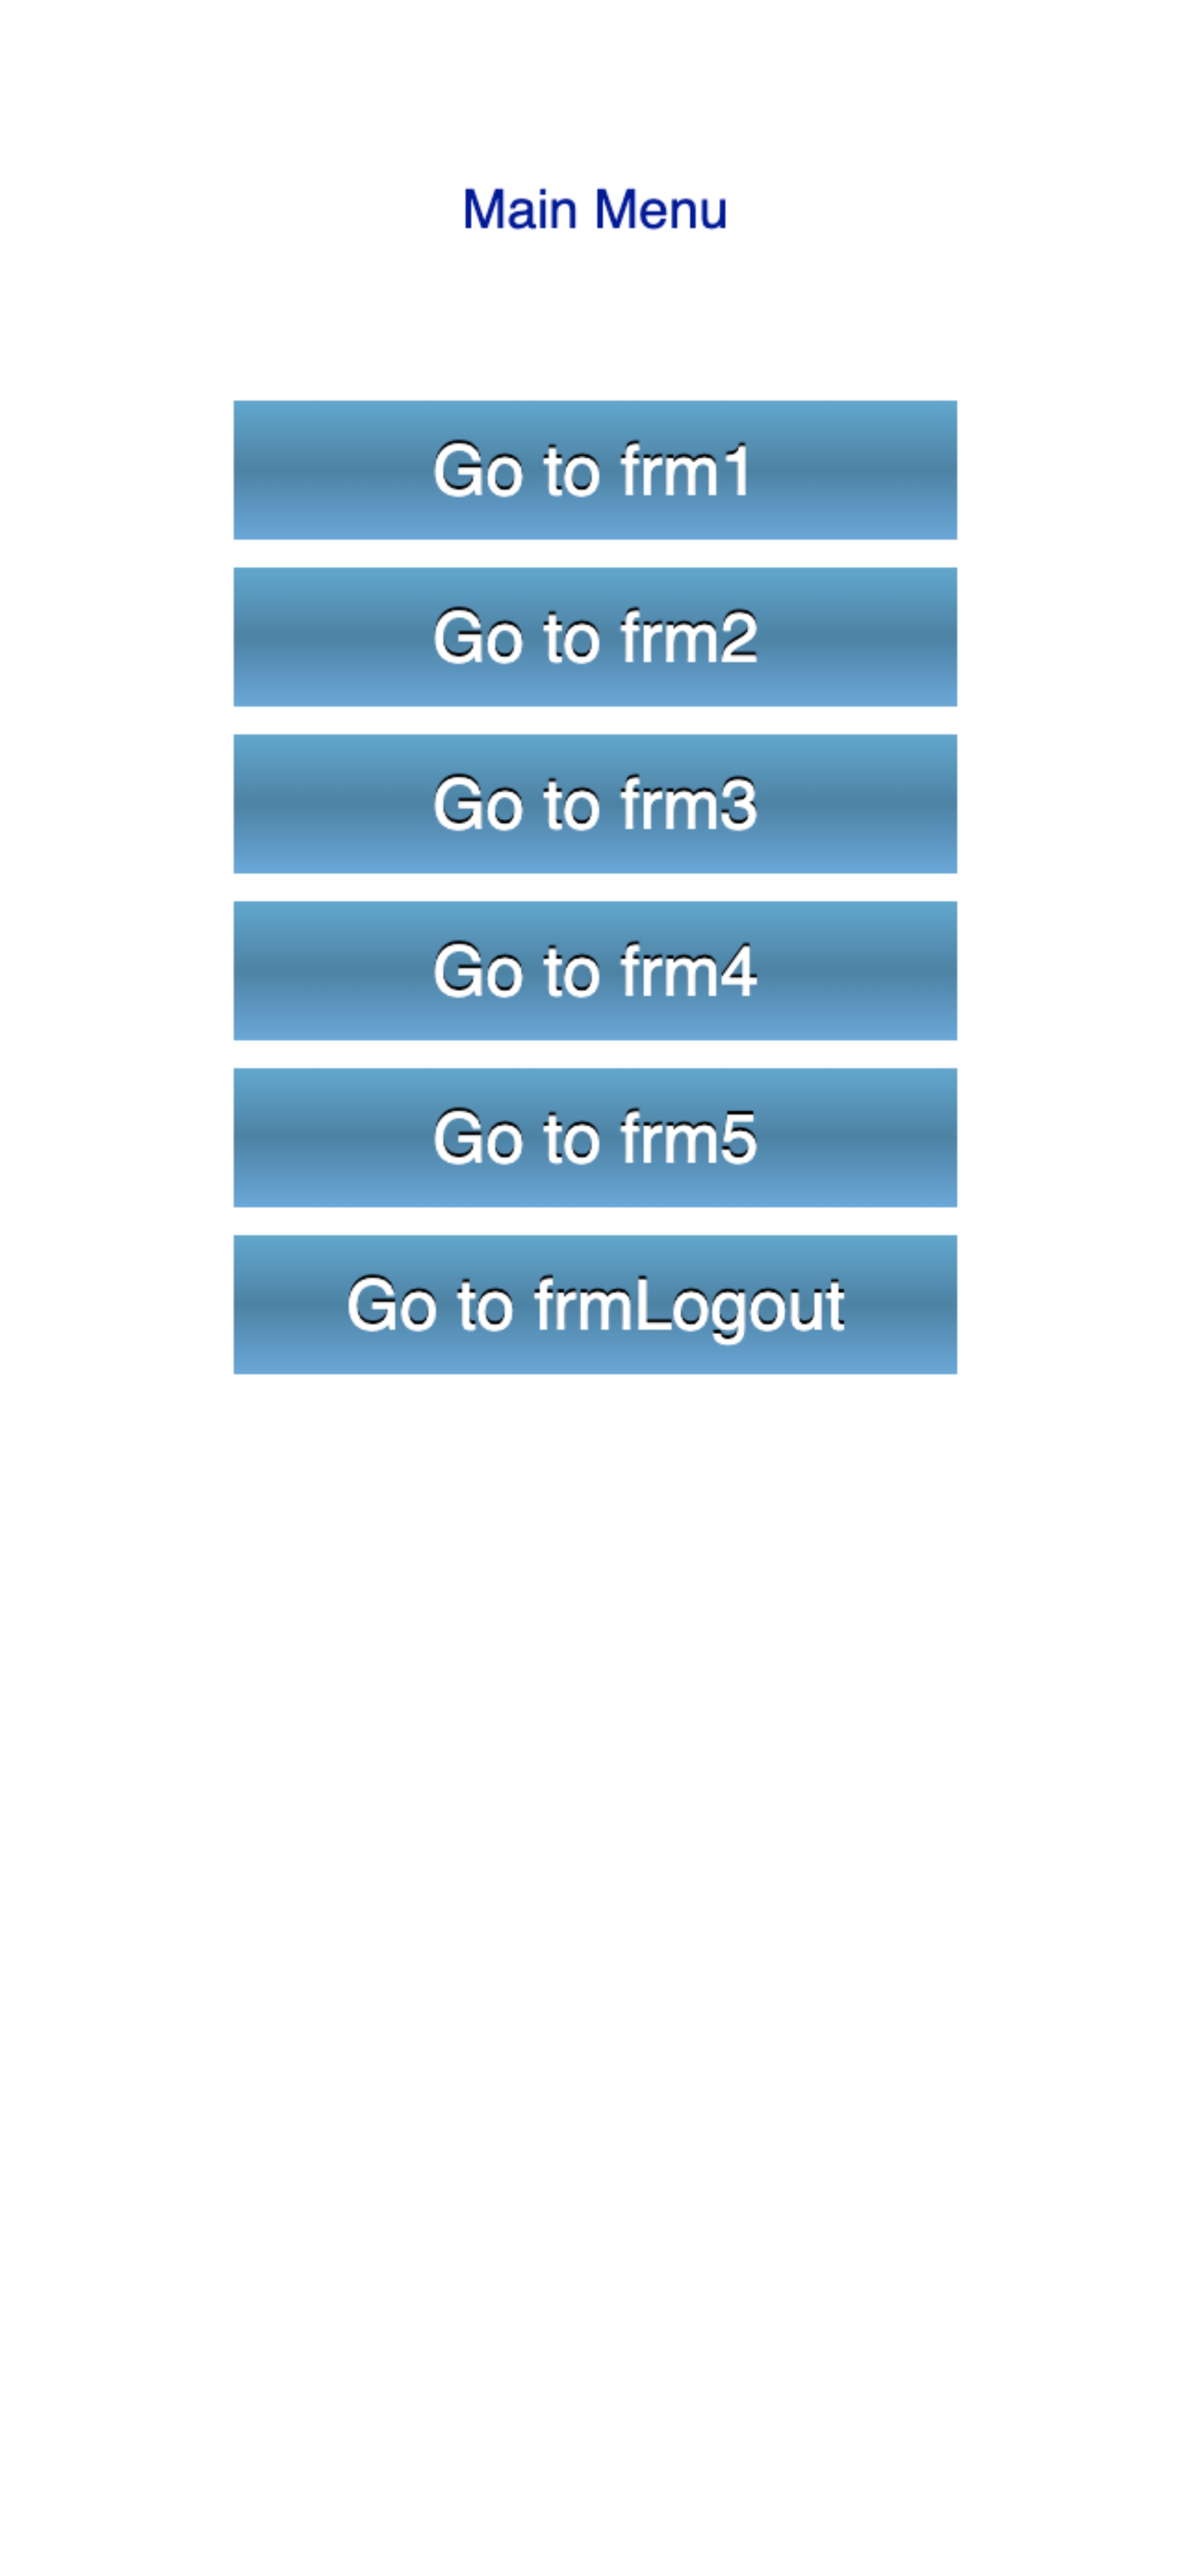 Main Menu
Go to frm1
Go to frm2
Go to frm3
Go to frm4
Go to frm5
Go to frmLogout